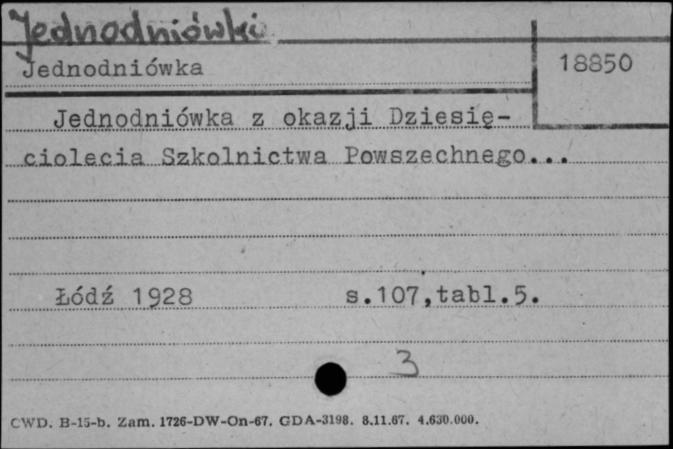 Jednodniówki
Jednodniówka
18850
Jednodniówka z okazji Dziesię-
ciolecia Szkolnictwa Powszechnego...
Łódź 1928 s.107,tabl.5.
3
CWD. B-15-b. Zam. 1726-DW-On-67. GDA-3198. 8.11.67. 4.630.000.